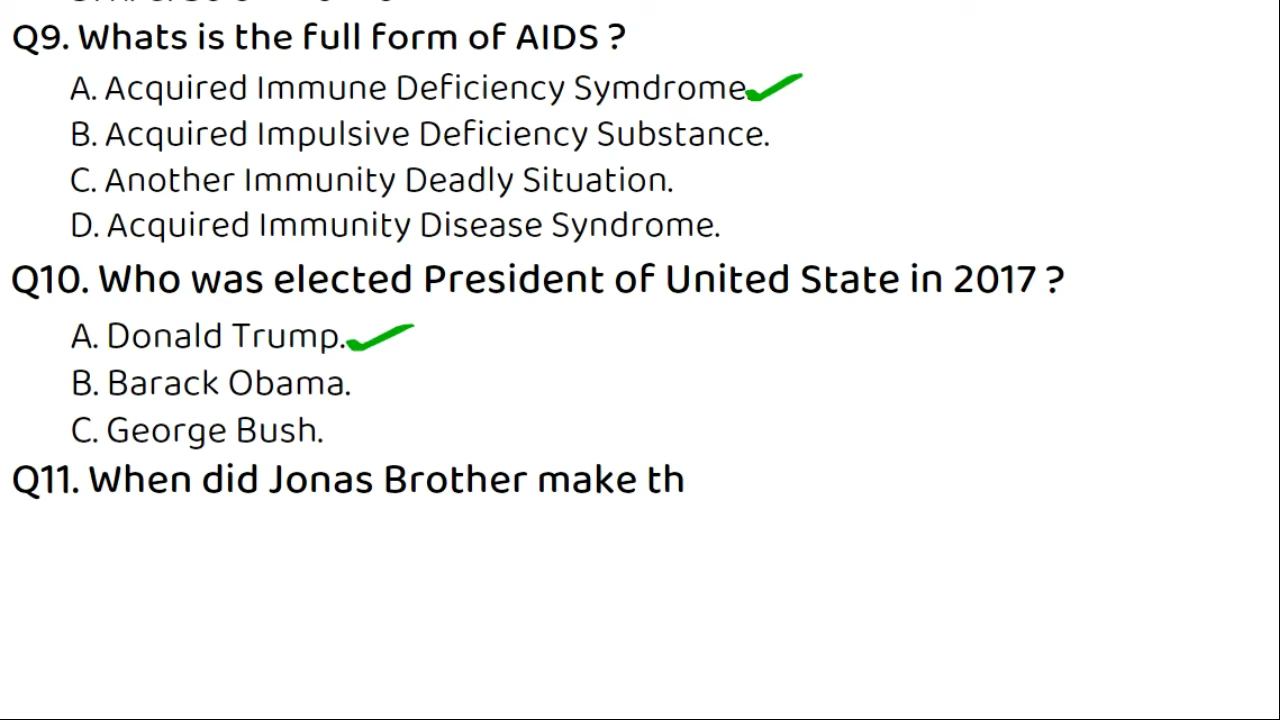 Q9. Whats is the full form of AIDS ?
A. Acquired Immune Deficiency Symdrome
B. Acquired Impulsive Deficiency Substance.
C. Another Immunity Deadly Situation.
D. Acquired Immunity Disease Syndrome.
Q10. Who was elected President of United State in 2017 ?
A. Donald Trump.
B. Barack Obama.
C. George Bush.
Q11. When did Jonas Brother make th